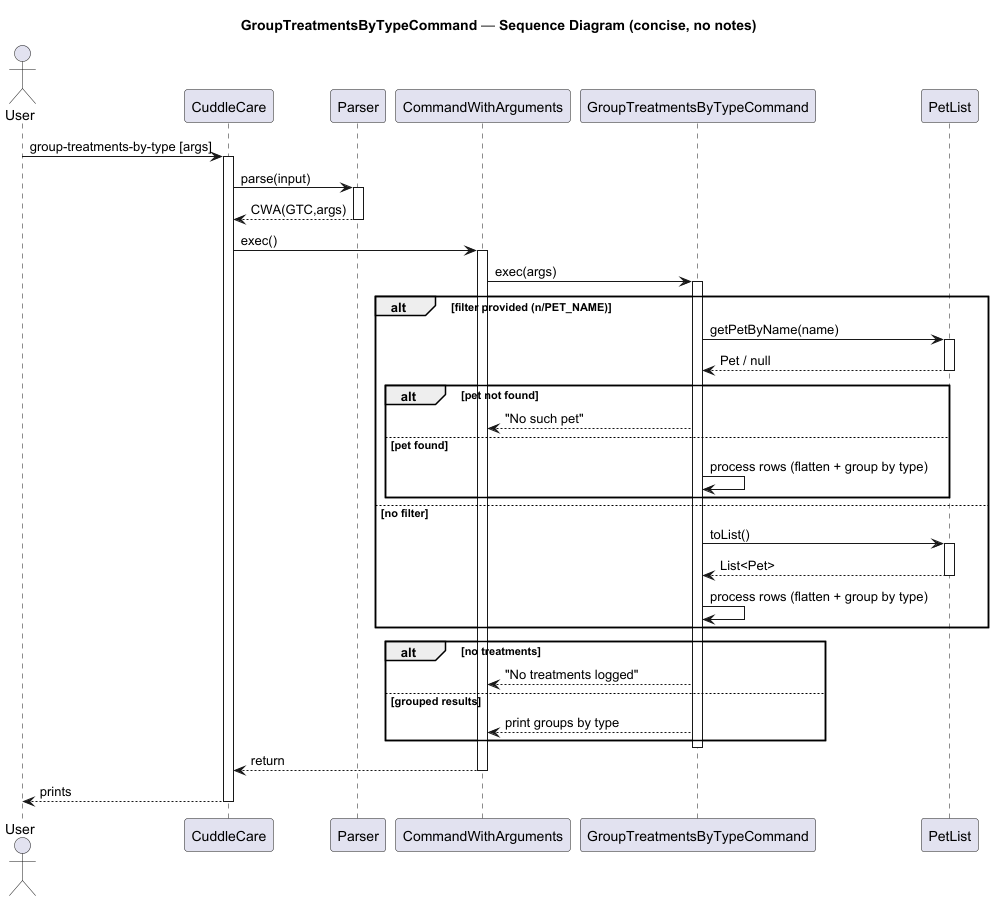 GroupTreatmentsByTypeCommand — Sequence Diagram (concise, no notes)
User
CuddleCare
Parser
CommandWithArguments
GroupTreatmentsByTypeCommand
PetList
group-treatments-by-type [args]
parse(input)
CWA(GTC,args)
exec()
exec(args)
alt
[filter provided (n/PET_NAME)]
getPetByName(name)
Pet / null
alt
[pet not found]
"No such pet"
[pet found]
process rows (flatten + group by type)
[no filter]
toList()
List<Pet>
process rows (flatten + group by type)
alt
[no treatments]
"No treatments logged"
[grouped results]
print groups by type
return
prints
User
CuddleCare
Parser
CommandWithArguments
GroupTreatmentsByTypeCommand
PetList